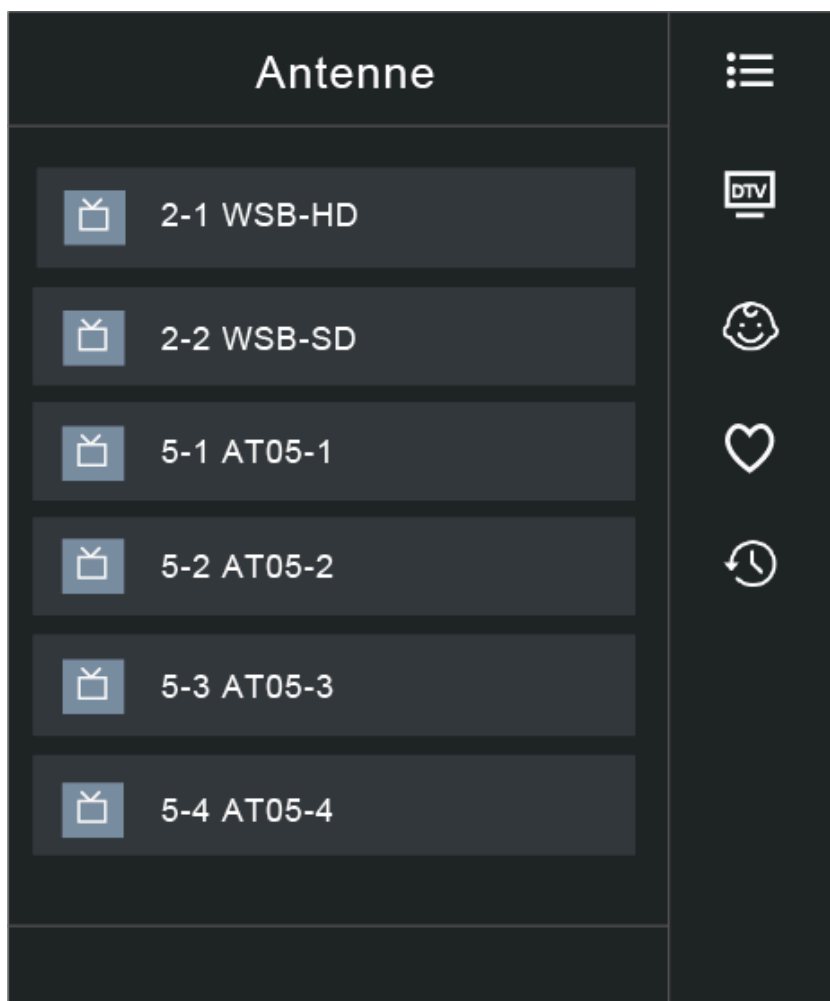 Antenne
DTV
2-1 WSB-HD
2-2 WSB-SD
5-1 AT05-1
5-2 AT05-2
5-3 AT05-3
5-4 AT05-4